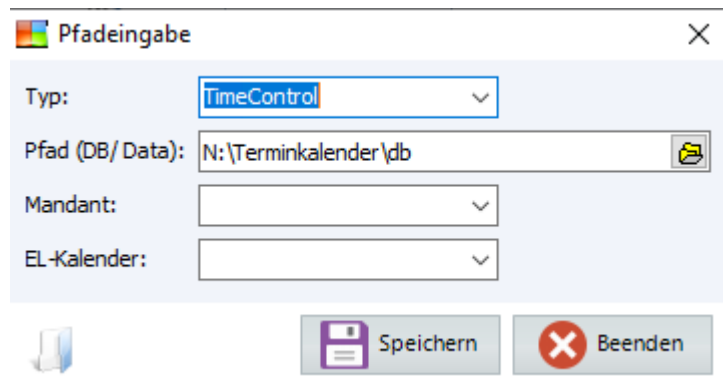 Pfadeingabe
Typ: TimeControl
Pfad (DB/ Data): N:\Terminkalender\db
Mandant:
EL-Kalender:
Speichern Beenden